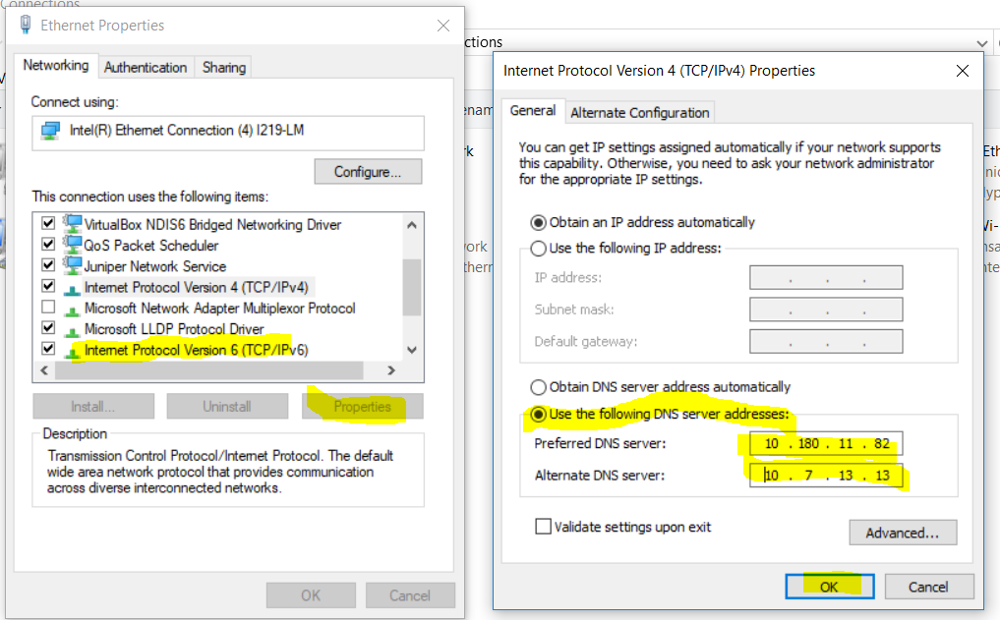 Connections
Ethernet Properties
Networking
Authentication
Sharing
Connect using:
Intel(R) Ethernet Connection (4) I219-LM
Configure...
This connection uses the following items:
VirtualBox NDIS6 Bridged Networking Driver
QoS Packet Scheduler
Juniper Network Service
Internet Protocol Version 4 (TCP/IPv4)
Microsoft Network Adapter Multiplexor Protocol
Microsoft LLDP Protocol Driver
Internet Protocol Version 6 (TCP/IPv6)
Install...
Uninstall
Properties
Description
Transmission Control Protocol/Internet Protocol. The default
wide area network protocol that provides communication
across diverse interconnected networks.
OK
Cancel
ctions
enam
rk
ork
hern
Internet Protocol Version 4 (TCP/IPv4) Properties
General
Alternate Configuration
You can get IP settings assigned automatically if your network supports
this capability. Otherwise, you need to ask your network administrator
for the appropriate IP settings.
Obtain an IP address automatically
Use the following IP address:
IP address:
. . .
Subnet mask:
. . .
Default gateway:
. . .
Obtain DNS server address automatically
Use the following DNS server addresses:
Preferred DNS server:
10 . 180 . 11 . 82
Alternate DNS server:
10 . 7 . 13 . 13
Validate settings upon exit
Advanced...
OK
Cancel
Eth